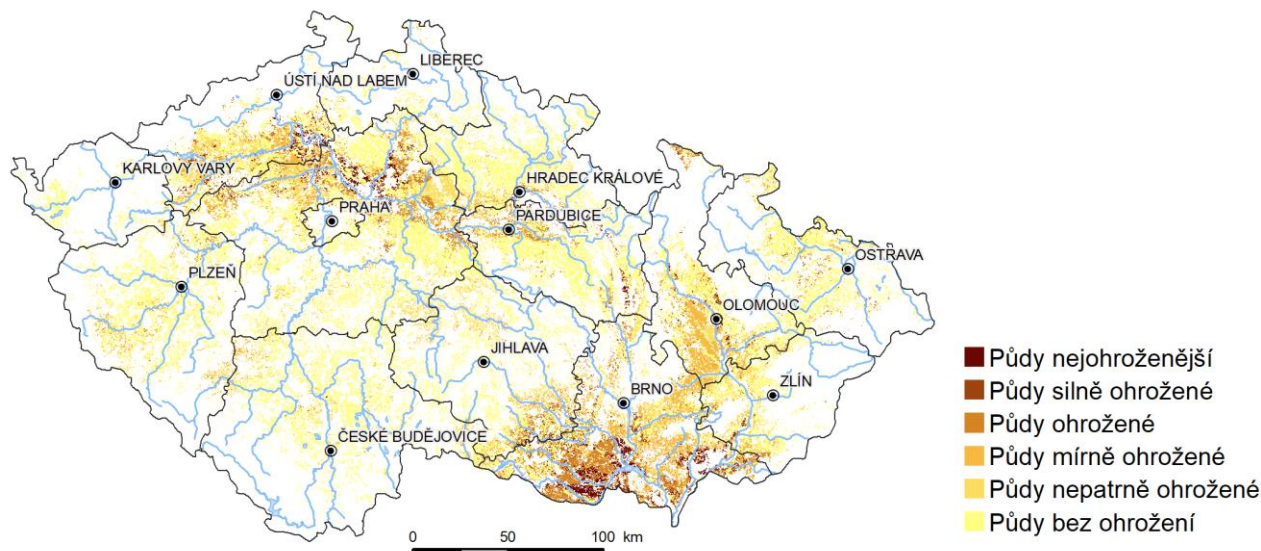 LIBEREC
ÚSTÍ NAD LABEM
KARLOVY VARY
HRADEC KRÁLOVÉ
PRAHA
PARDUBICE
PLZEŇ
OSTRAVA
OLOMOUC
JIHLAVA
ZLÍN
BRNO
ČESKÉ BUDĚJOVICE
Půdy nejohroženější
Půdy silně ohrožené
Půdy ohrožené
Půdy mírně ohrožené
Půdy nepatrně ohrožené
Půdy bez ohrožení
0 50 100 km